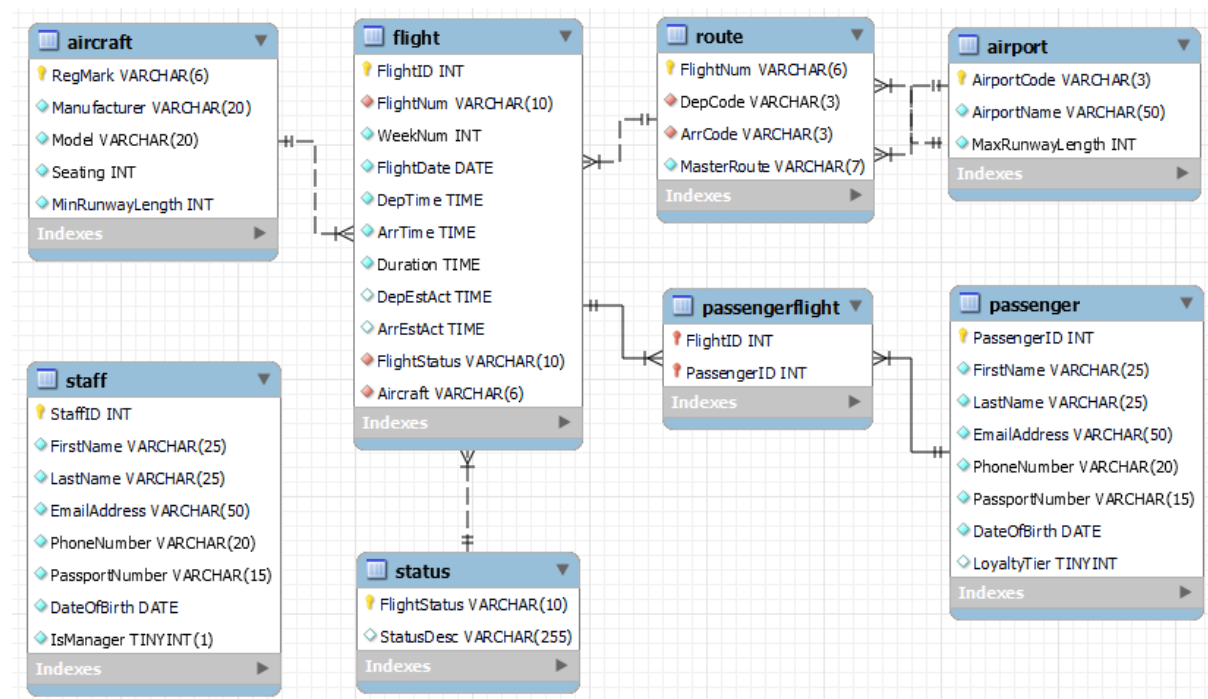 aircraft
RegMark VARCHAR(6)
Manufacturer VARCHAR(20)
Model VARCHAR(20)
Seating INT
MinRunwayLength INT
Indexes
flight
FlightID INT
FlightNum VARCHAR(10)
WeekNum INT
FlightDate DATE
DepTime TIME
ArrTime TIME
Duration TIME
DepEstAct TIME
ArrEstAct TIME
FlightStatus VARCHAR(10)
Aircraft VARCHAR(6)
Indexes
route
FlightNum VARCHAR(6)
DepCode VARCHAR(3)
ArrCode VARCHAR(3)
MasterRoute VARCHAR(7)
Indexes
airport
AirportCode VARCHAR(3)
AirportName VARCHAR(50)
MaxRunwayLength INT
Indexes
staff
StaffID INT
FirstName VARCHAR(25)
LastName VARCHAR(25)
EmailAddress VARCHAR(50)
PhoneNumber VARCHAR(20)
PassportNumber VARCHAR(15)
DateOfBirth DATE
IsManager TINYINT(1)
Indexes
status
FlightStatus VARCHAR(10)
StatusDesc VARCHAR(255)
Indexes
passengerflight
FlightID INT
PassengerID INT
Indexes
passenger
PassengerID INT
FirstName VARCHAR(25)
LastName VARCHAR(25)
EmailAddress VARCHAR(50)
PhoneNumber VARCHAR(20)
PassportNumber VARCHAR(15)
DateOfBirth DATE
LoyaltyTier TINYINT
Indexes